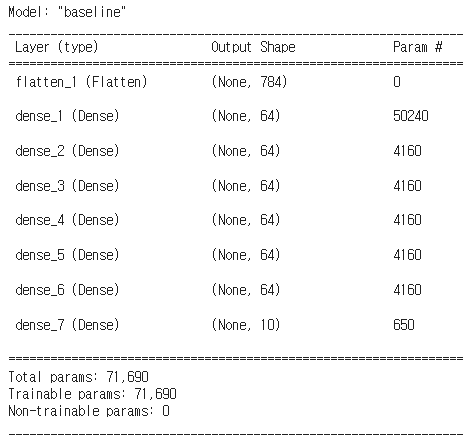 Model: "baseline"
_________________________________________________________________
Layer (type) Output Shape Param #
=================================================================
flatten_1 (Flatten) (None, 784) 0
dense_1 (Dense) (None, 64) 50240
dense_2 (Dense) (None, 64) 4160
dense_3 (Dense) (None, 64) 4160
dense_4 (Dense) (None, 64) 4160
dense_5 (Dense) (None, 64) 4160
dense_6 (Dense) (None, 64) 4160
dense_7 (Dense) (None, 10) 650
=================================================================
Total params: 71,690
Trainable params: 71,690
Non-trainable params: 0
_________________________________________________________________